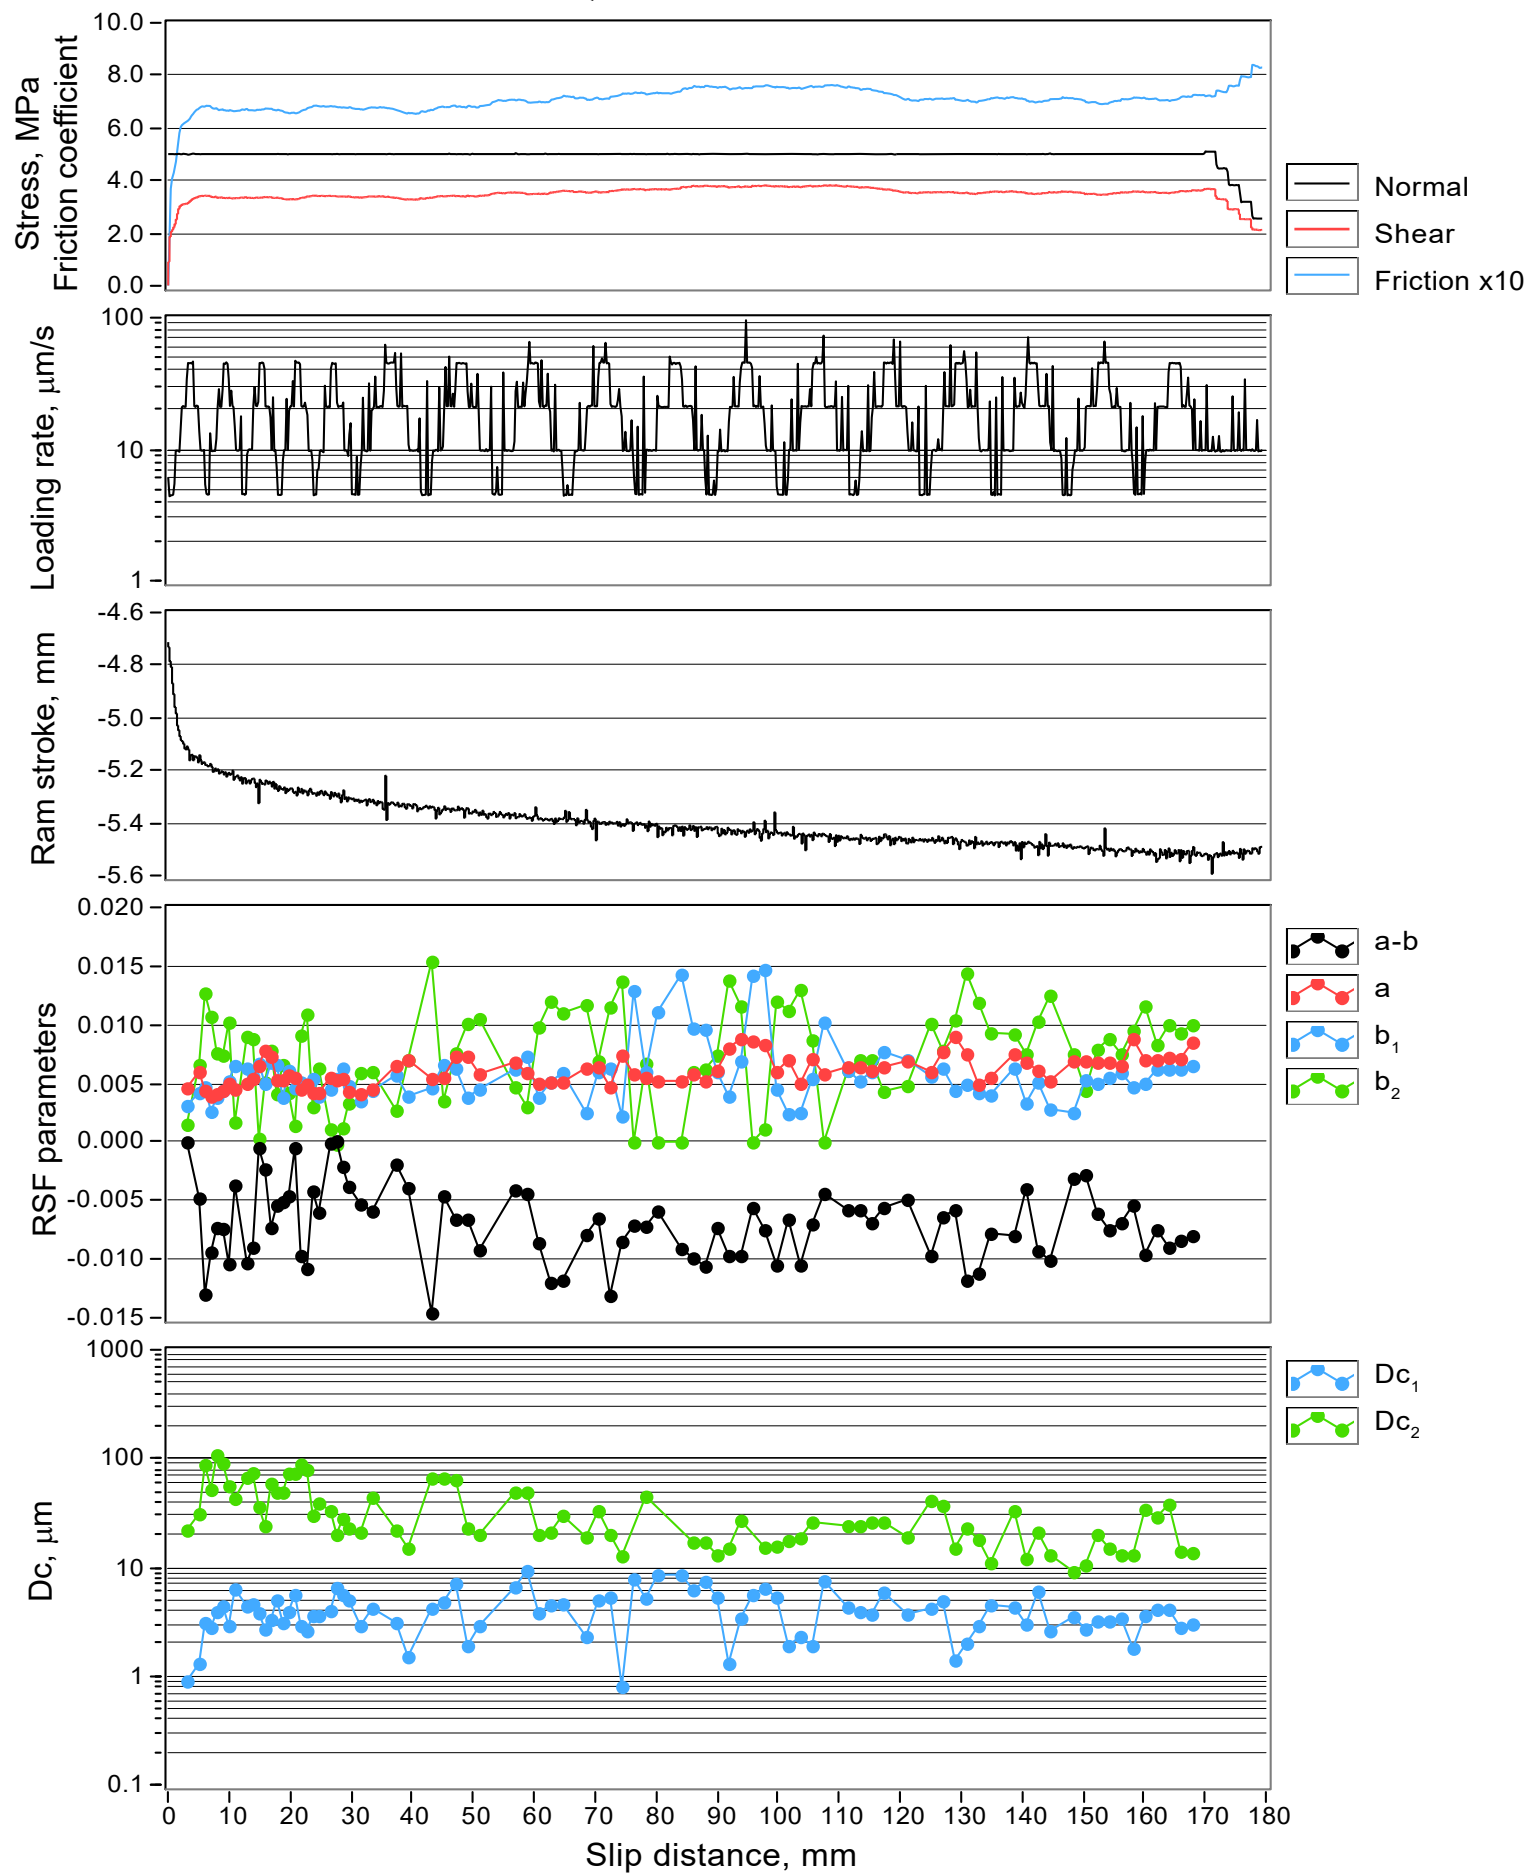 10.0
8.0
6.0
4.0
2.0
0.0
Stress, MPa
Friction coefficient
Normal
Shear
Friction x10
100
10
1
Loading rate, µm/s
-4.6
-4.8
-5.0
-5.2
-5.4
-5.6
Ram stroke, mm
0.020
0.015
0.010
0.005
0.000
-0.005
-0.010
-0.015
RSF parameters
a-b
a
b₁
b₂
1000
100
10
1
0.1
Dc, µm
Dc₁
Dc₂
0 10 20 30 40 50 60 70 80 90 100 110 120 130 140 150 160 170 180
Slip distance, mm